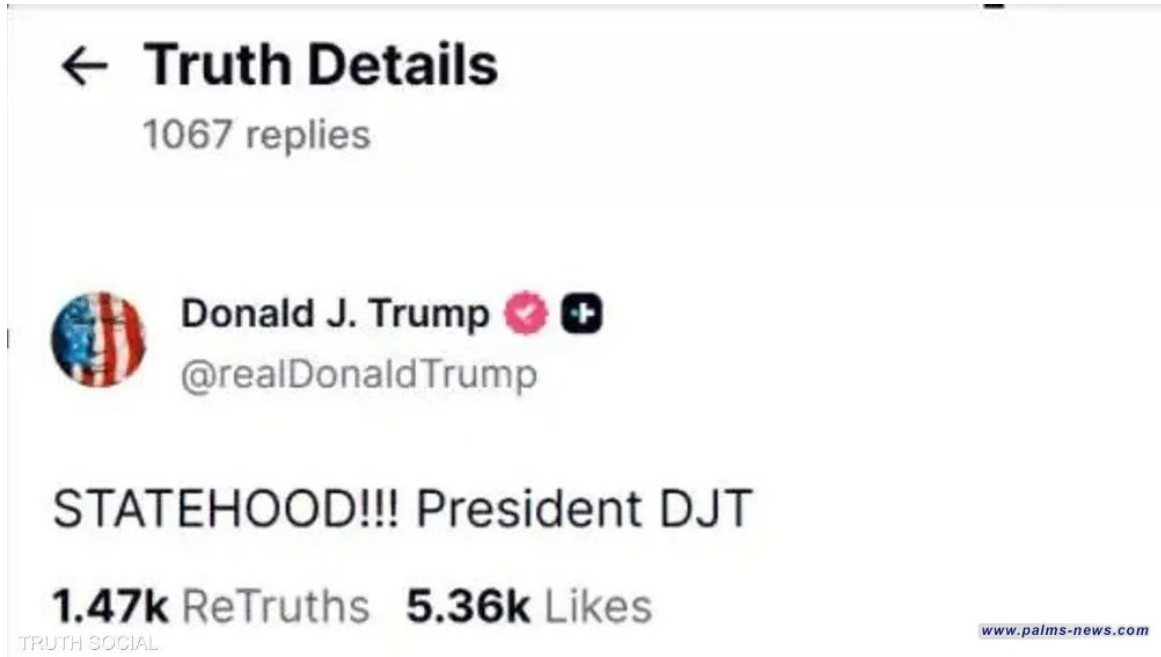 Truth Details
1067 replies
Donald J. Trump
@realDonaldTrump
STATEHOOD!!! President DJT
1.47k ReTruths 5.36k Likes
TRUTH SOCIAL
www.palms-news.com